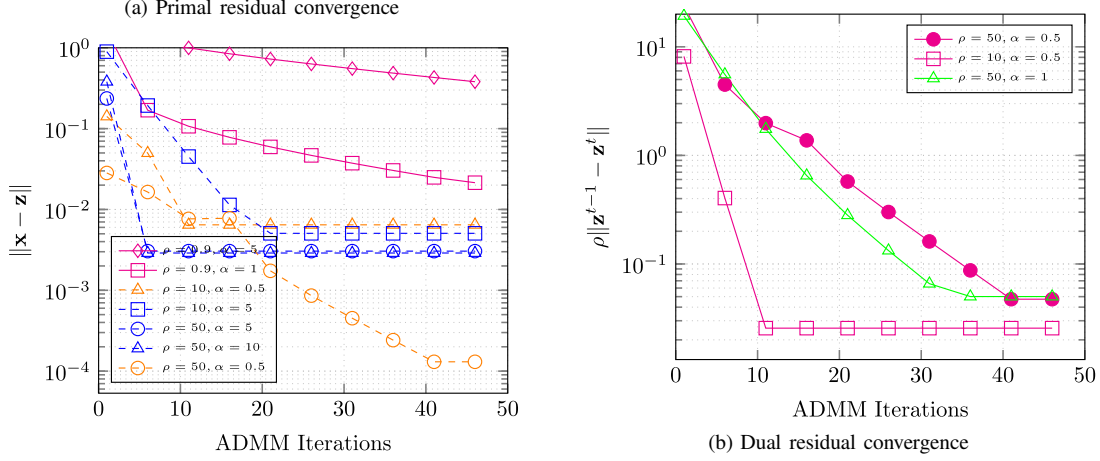 (a) Primal residual convergence
10^0
10^{-1}
10^{-2}
10^{-3}
10^{-4}
‖x − z‖
ρ = 0.9, α = 5
ρ = 0.9, α = 1
ρ = 10, α = 0.5
ρ = 10, α = 5
ρ = 50, α = 5
ρ = 50, α = 10
ρ = 50, α = 0.5
0 10 20 30 40 50
ADMM Iterations
10^1
10^0
10^{-1}
ρ||z^{t−1} − z^t||
ρ = 50, α = 0.5
ρ = 10, α = 0.5
ρ = 50, α = 1
0 10 20 30 40 50
ADMM Iterations
(b) Dual residual convergence